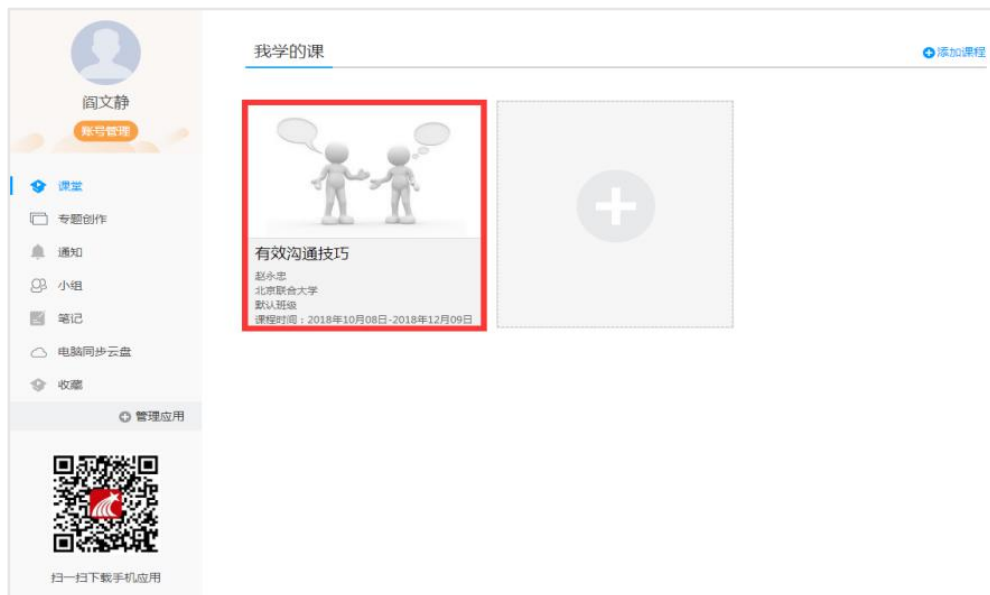 阎文静
账号管理
课堂
专题创作
通知
小组
笔记
电脑同步云盘
收藏
管理应用
扫一扫下载手机应用
我学的课
添加课程
有效沟通技巧
赵永忠
北京联合大学
默认班级
课程时间：2018年10月08日-2018年12月09日